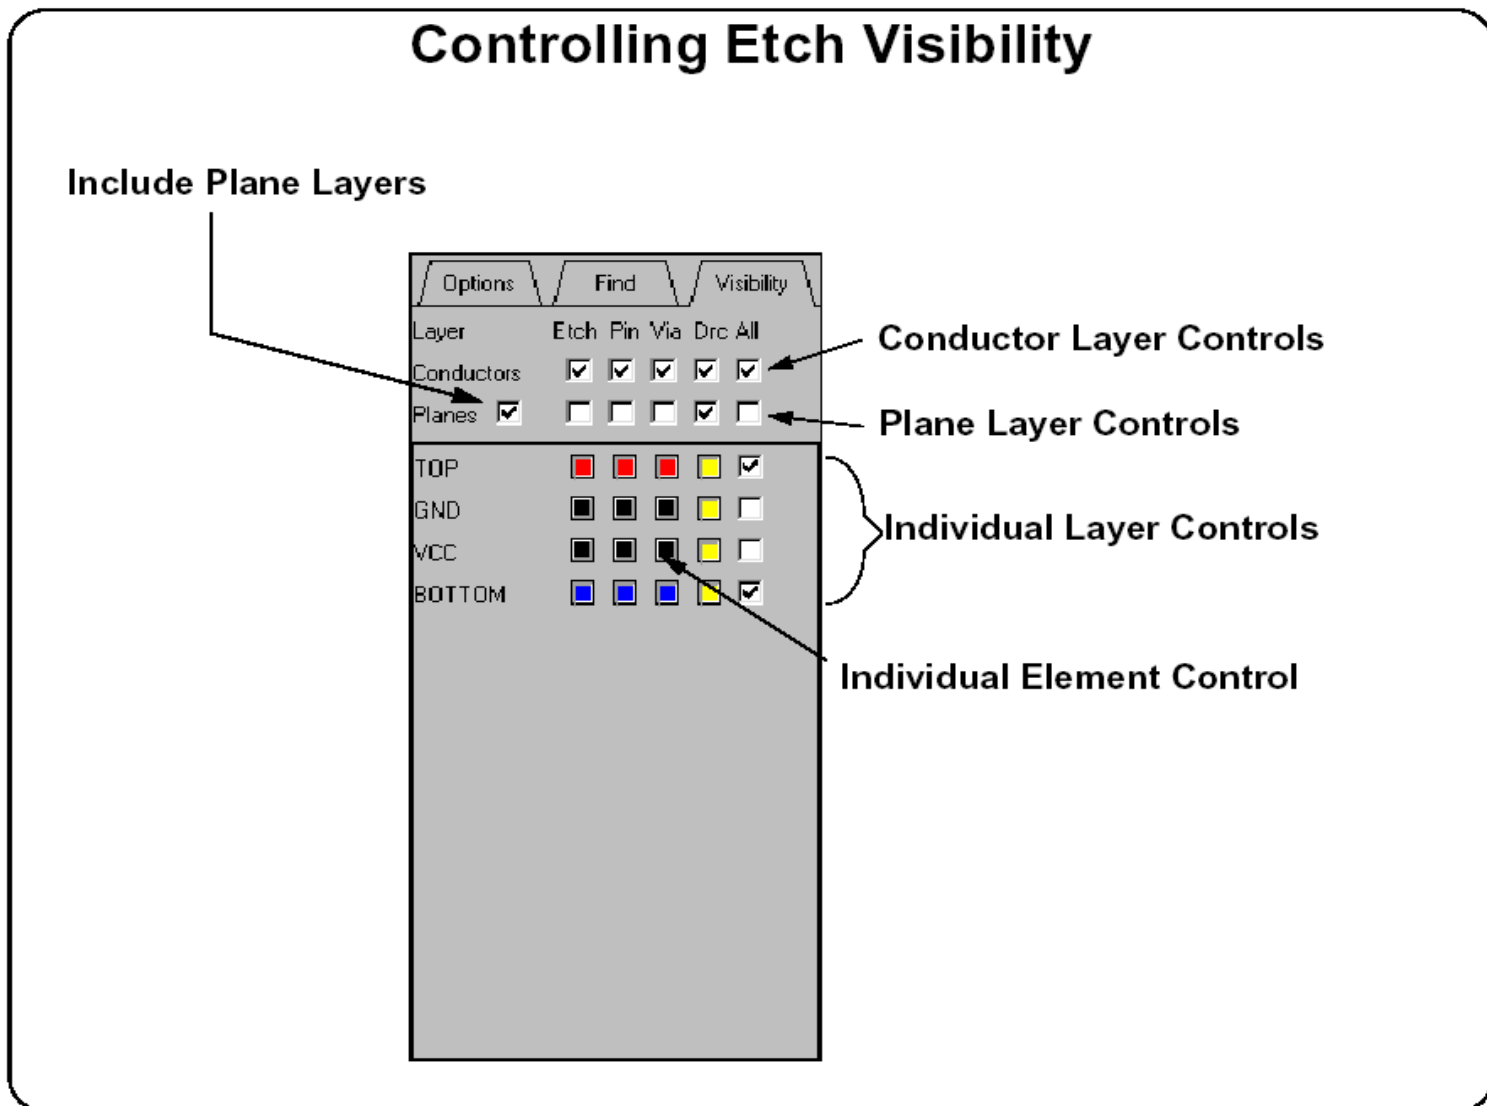 Controlling Etch Visibility
Include Plane Layers
Options Find Visibility
Layer Etch Pin Via Drc All
Conductors
Planes
Conductor Layer Controls
Plane Layer Controls
TOP
GND
VCC
BOTTOM
Individual Layer Controls
Individual Element Control